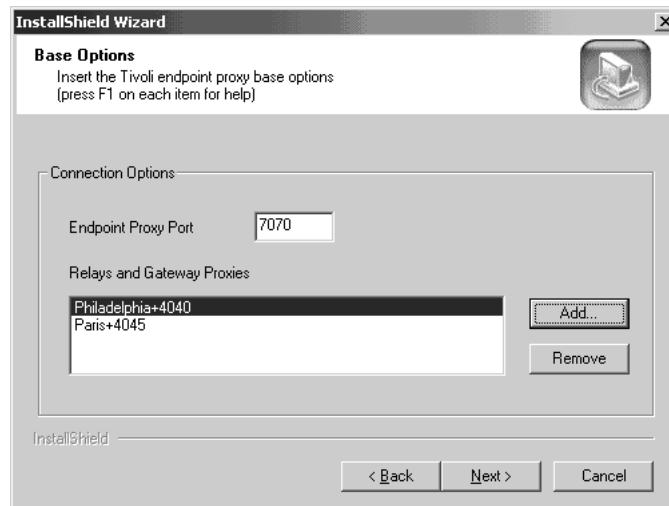 InstallShield Wizard
Base Options
Insert the Tivoli endpoint proxy base options
(press F1 on each item for help)
Connection Options
Endpoint Proxy Port 7070
Relays and Gateway Proxies
Philadelphia+4040
Paris+4045
Add...
Remove
InstallShield
< Back Next > Cancel